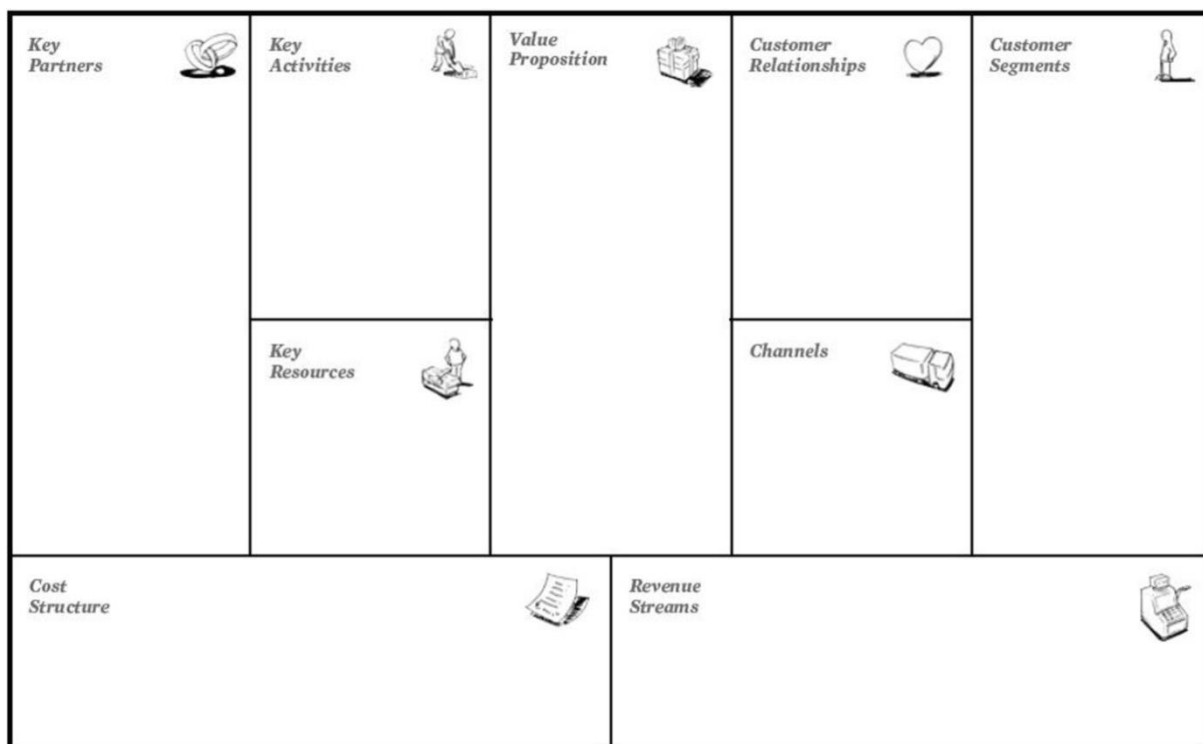 Key
Partners
Key
Activities
Value
Proposition
Customer
Relationships
Customer
Segments
Key
Resources
Channels
Cost
Structure
Revenue
Streams